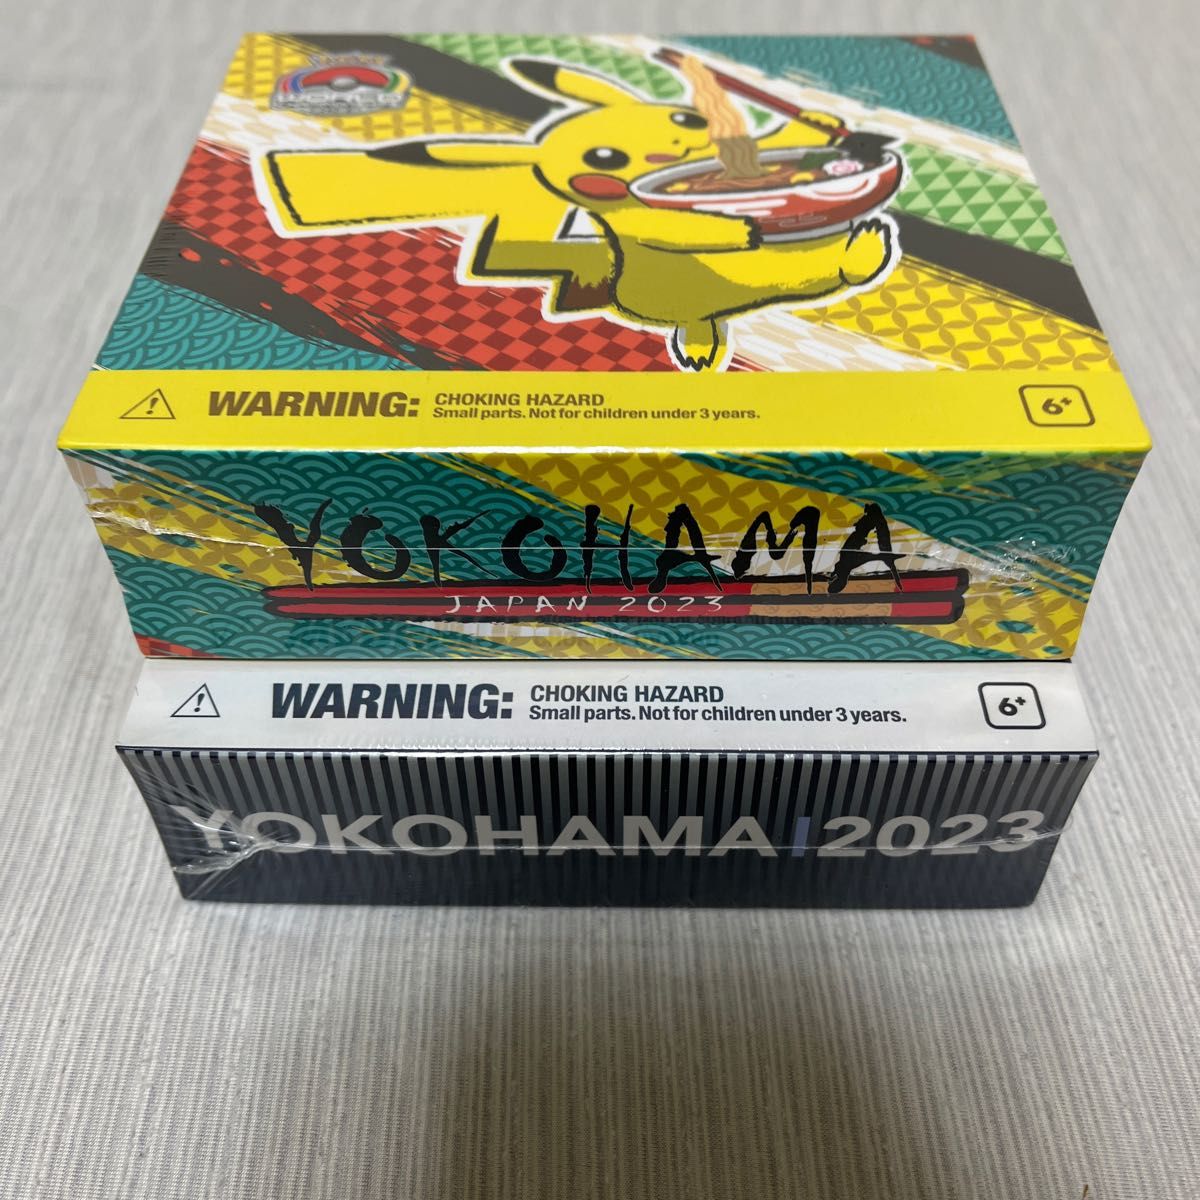 WORLD
WARNING: CHOKING HAZARD
Small parts. Not for children under 3 years.
6+
YOKOHAMA
JAPAN 2023
WARNING: CHOKING HAZARD
Small parts. Not for children under 3 years.
6+
YOKOHAMA|2023